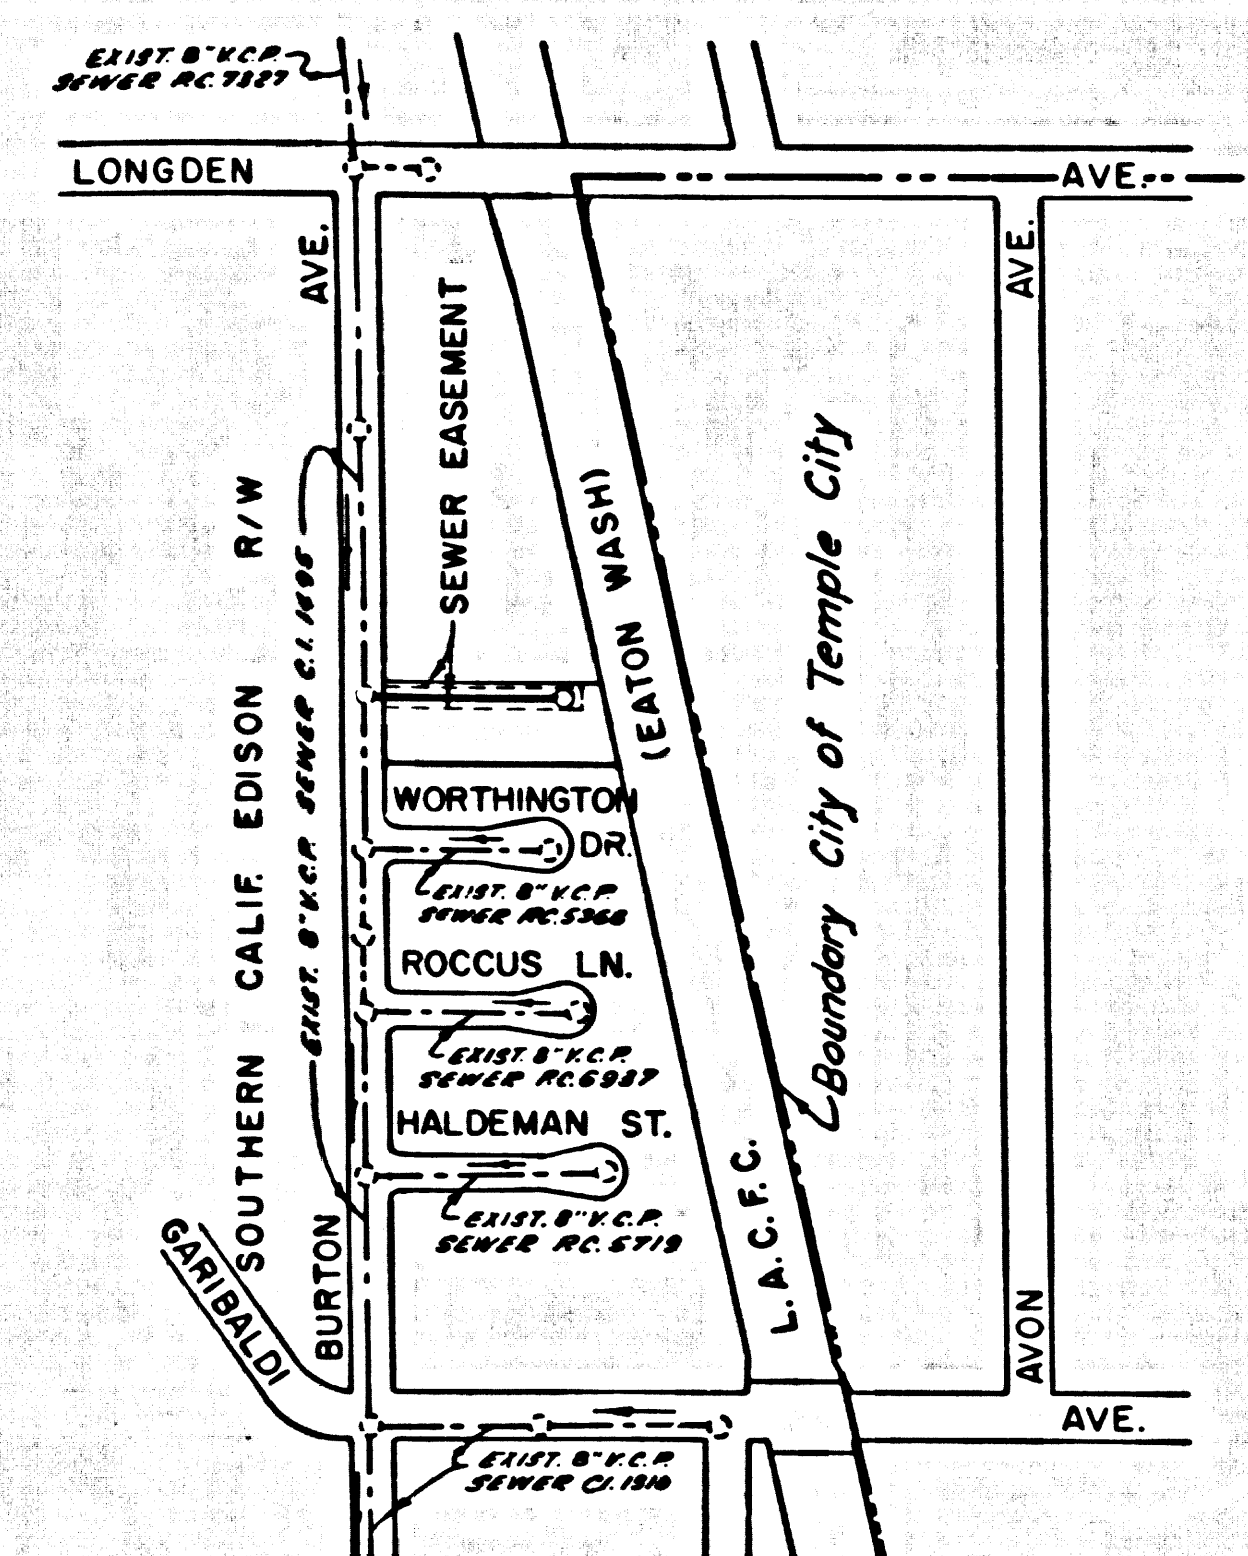 EXIST. 8" V.C.P.
SEWER P.C. 7327
LONGDEN AVE.
AVE.
AVE.
SEWER EASEMENT
(EATON WASH)
Boundary City of Temple City
SOUTHERN CALIF. EDISON R/W
EXIST. 8" V.C.P. SEWER C.I. 1495
WORTHINGTON
DR.
EXIST. 8" V.C.P.
SEWER P.C. 5368
ROCCUS LN.
EXIST. 8" V.C.P.
SEWER P.C. 6937
HALDEMAN ST.
EXIST. 8" V.C.P.
SEWER P.C. 5719
L.A.C.F.C.
GARIBALDI
BURTON
AVON
AVE.
EXIST. 8" V.C.P.
SEWER C.I. 1910